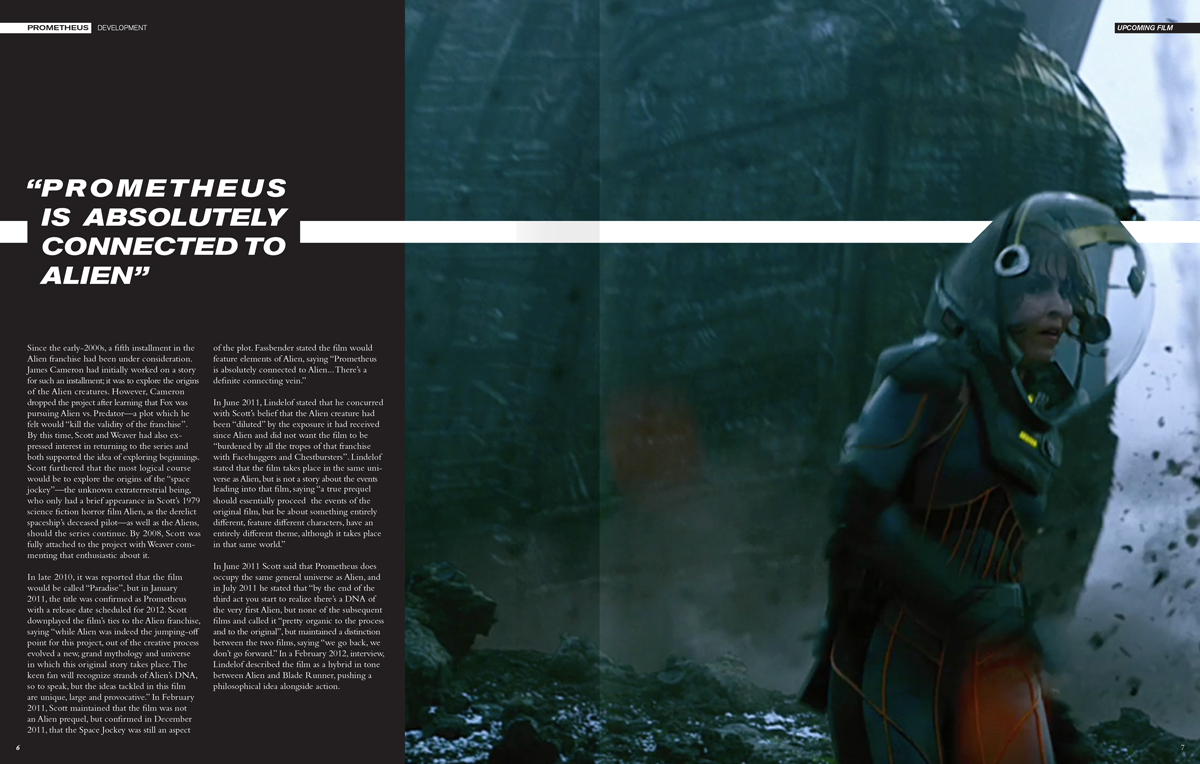 PROMETHEUS DEVELOPMENT
UPCOMING FILM
“PROMETHEUS
IS ABSOLUTELY
CONNECTED TO
ALIEN”
Since the early-2000s, a fifth installment in the
Alien franchise had been under consideration.
James Cameron had initially worked on a story
for such an installment; it was to explore the origins
of the Alien creatures. However, Cameron
dropped the project after learning that Fox was
pursuing Alien vs. Predator—a plot which he
felt would “kill the validity of the franchise”.
By this time, Scott and Weaver had also ex-
pressed interest in returning to the series and
both supported the idea of exploring beginnings.
Scott furthered that the most logical course
would be to explore the origins of the “space
jockey”—the unknown extraterrestrial being,
who only had a brief appearance in Scott’s 1979
science fiction horror film Alien, as the derelict
spaceship’s deceased pilot—as well as the Aliens,
should the series continue. By 2008, Scott was
fully attached to the project with Weaver com-
menting that enthusiastic about it.
In late 2010, it was reported that the film
would be called “Paradise”, but in January
2011, the title was confirmed as Prometheus
with a release date scheduled for 2012. Scott
downplayed the film’s ties to the Alien franchise,
saying “while Alien was indeed the jumping-off
point for this project, out of the creative process
evolved a new, grand mythology and universe
in which this original story takes place. The
keen fan will recognize strands of Alien’s DNA,
so to speak, but the ideas tackled in this film
are unique, large and provocative.” In February
2011, Scott maintained that the film was not
an Alien prequel, but confirmed in December
2011, that the Space Jockey was still an aspect
of the plot. Fassbender stated the film would
feature elements of Alien, saying “Prometheus
is absolutely connected to Alien... There’s a
definite connecting vein.”
In June 2011, Lindelof stated that he concurred
with Scott’s belief that the Alien creature had
been “diluted” by the exposure it had received
since Alien and did not want the film to be
“burdened by all the tropes of that franchise
with Facehuggers and Chestbursters”. Lindelof
stated that the film takes place in the same uni-
verse as Alien, but is not a story about the events
leading into that film, saying “a true prequel
should essentially proceed the events of the
original film, but be about something entirely
different, feature different characters, have an
entirely different theme, although it takes place
in that same world.”
In June 2011 Scott said that Prometheus does
occupy the same general universe as Alien, and
in July 2011 he stated that “by the end of the
third act you start to realize there’s a DNA of
the very first Alien, but none of the subsequent
films and called it “pretty organic to the process
and to the original”, but maintained a distinction
between the two films, saying “we go back, we
don’t go forward.” In a February 2012, interview,
Lindelof described the film as a hybrid in tone
between Alien and Blade Runner, pushing a
philosophical idea alongside action.
6
7